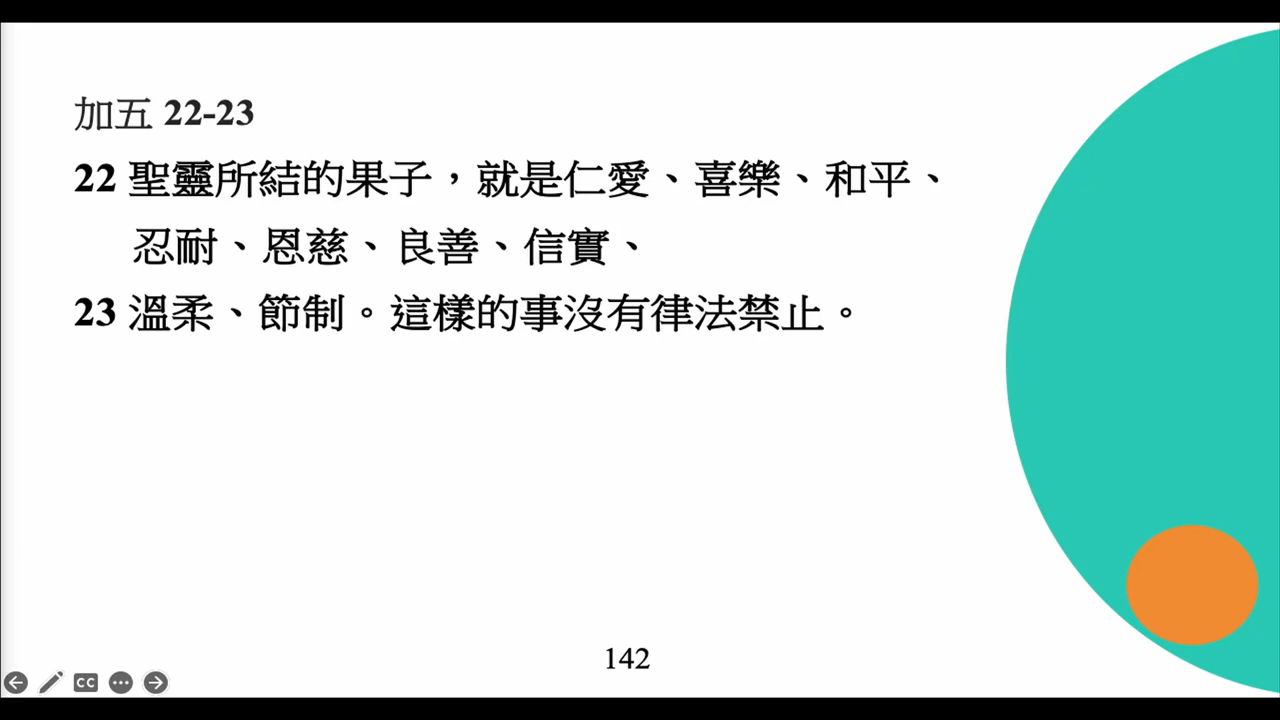 加五 22-23
22 聖靈所結的果子，就是仁愛、喜樂、和平、
忍耐、恩慈、良善、信實、
23 溫柔、節制。這樣的事沒有律法禁止。
142
CC